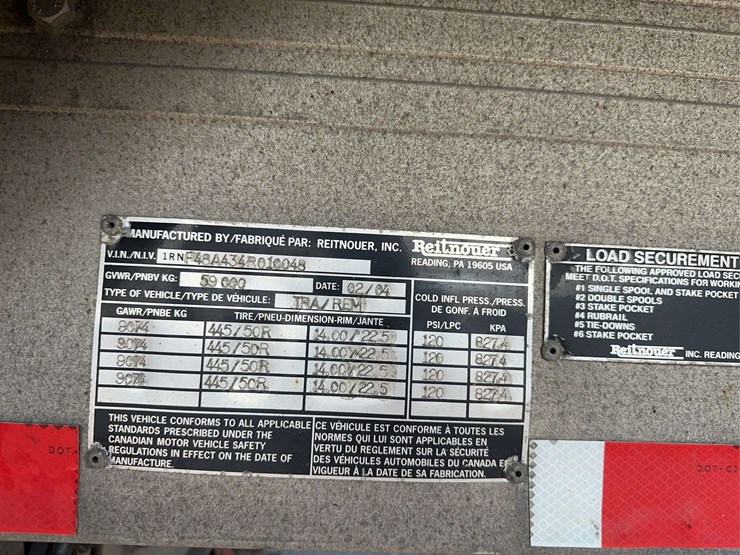 MANUFACTURED BY/FABRIQUÉ PAR: REITNOUER, INC. Reitnouer
READING, PA 19605 USA
V.I.N./N.I.V. 1RNF48A434R010048
GVWR/PNBV KG: 59 000 DATE: 02/04
TYPE OF VEHICLE/TYPE DE VÉHICULE: TRA/REM
COLD INFL PRESS./PRESS. DE GONF. À FROID
GAWR/PNBE KG TIRE/PNEU-DIMENSION-RIM/JANTE PSI/LPC KPA
9074 445/50R 14.00/22.5 120 827.4
9074 445/50R 14.00/22.5 120 827.4
9074 445/50R 14.00/22.5 120 827.4
9074 445/50R 14.00/22.5 120 827.4
THIS VEHICLE CONFORMS TO ALL APPLICABLE
STANDARDS PRESCRIBED UNDER THE
CANADIAN MOTOR VEHICLE SAFETY
REGULATIONS IN EFFECT ON THE DATE OF
MANUFACTURE.
CE VÉHICULE EST CONFORME À TOUTES LES
NORMES QUI LUI SONT APPLICABLES EN
VERTU DU REGLEMENT SUR LA SÉCURITÉ
DES VÉHICULES AUTOMOBILES DU CANADA EN
VIGUEUR À LA DATE DE SA FABRICATION.
LOAD SECUREMENT
THE FOLLOWING APPROVED LOAD SEC
MEET D.O.T. SPECIFICATIONS FOR WORKIN
#1 SINGLE SPOOL AND STAKE POCKET
#2 DOUBLE SPOOLS
#3 STAKE POCKET
#4 RUBRAIL
#5 TIE-DOWNS
#6 STAKE POCKET
Reitnouer INC. READING
DOT-
DOT-C2